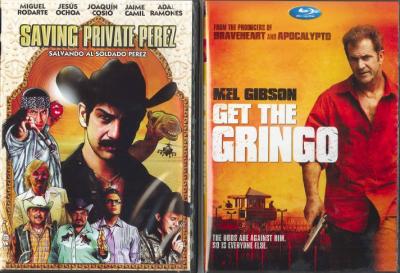 MIGUEL RODARTE
JESÚS OCHOA
JOAQUÍN COSÍO
JAIME CAMIL
ADAL RAMONES
SAVING PRIVATE PEREZ
SALVANDO AL SOLDADO PEREZ
Blu-ray
FROM THE PRODUCERS OF
BRAVEHEART AND APOCALYPTO
MEL GIBSON
GET THE
GRINGO
THE ODDS ARE AGAINST HIM.
SO IS EVERYONE ELSE.